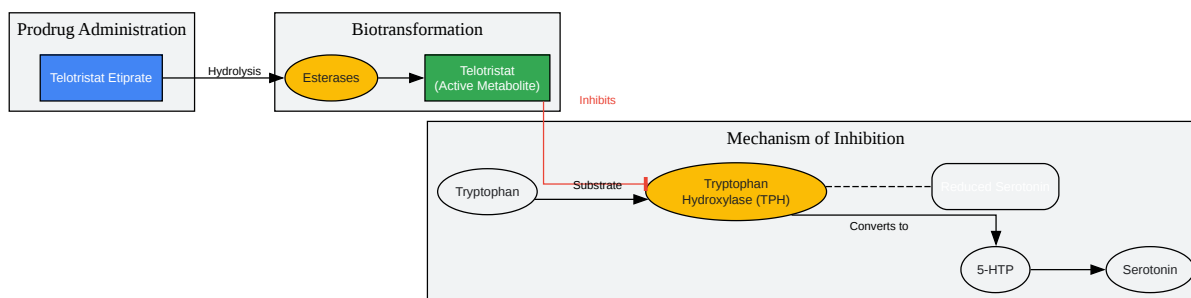 Prodrug Administration
Biotransformation
Telotristat Etiprate
Hydrolysis
Esterases
Telotristat
(Active Metabolite)
Inhibits
Mechanism of Inhibition
Tryptophan
Substrate
Tryptophan
Hydroxylase (TPH)
Reduced Serotonin
Converts to
5-HTP
Serotonin